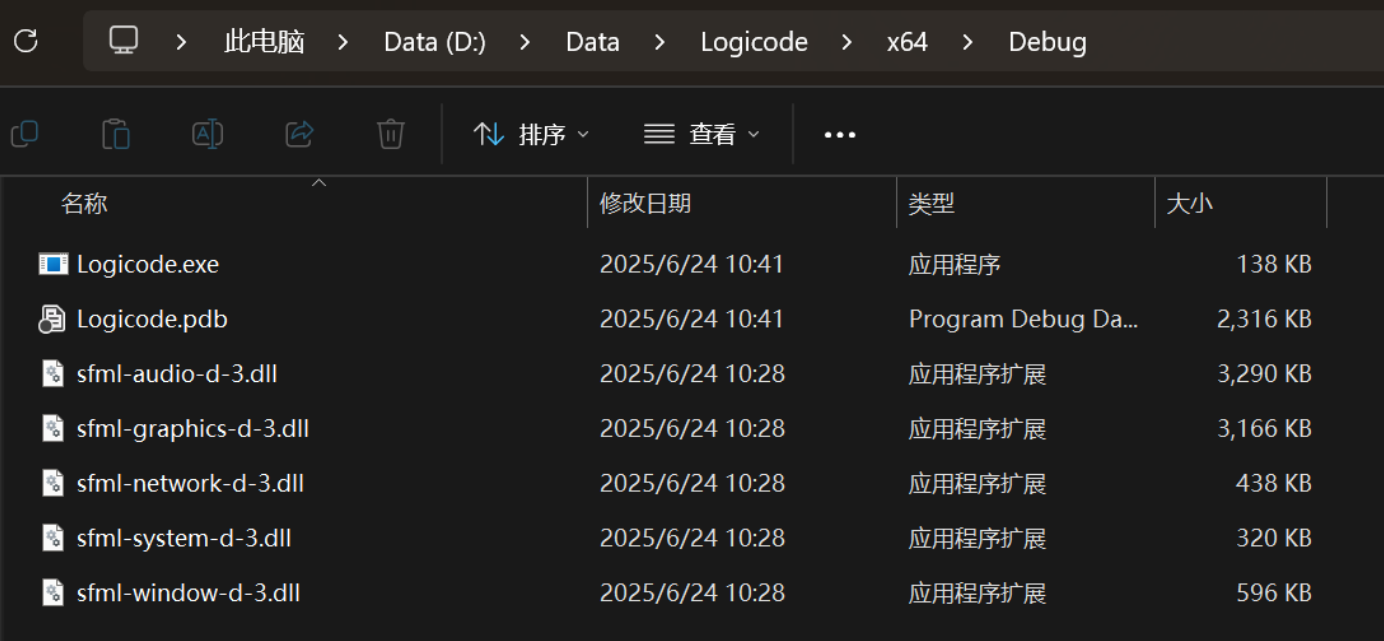 此电脑 > Data (D:) > Data > Logicode > x64 > Debug
排序 查看
名称 修改日期 类型 大小
Logicode.exe 2025/6/24 10:41 应用程序 138 KB
Logicode.pdb 2025/6/24 10:41 Program Debug Da... 2,316 KB
sfml-audio-d-3.dll 2025/6/24 10:28 应用程序扩展 3,290 KB
sfml-graphics-d-3.dll 2025/6/24 10:28 应用程序扩展 3,166 KB
sfml-network-d-3.dll 2025/6/24 10:28 应用程序扩展 438 KB
sfml-system-d-3.dll 2025/6/24 10:28 应用程序扩展 320 KB
sfml-window-d-3.dll 2025/6/24 10:28 应用程序扩展 596 KB